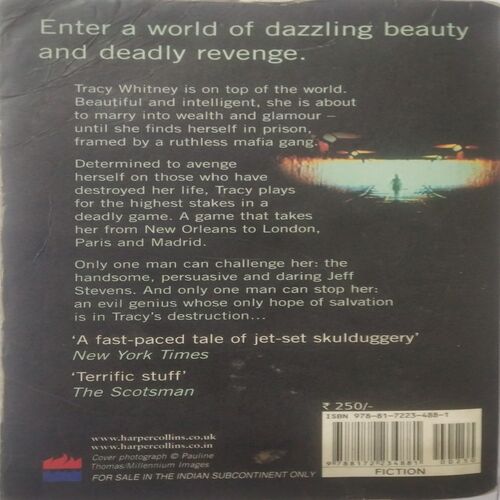 Enter a world of dazzling beauty
and deadly revenge.
Tracy Whitney is on top of the world.
Beautiful and intelligent, she is about
to marry into wealth and glamour –
until she finds herself in prison,
framed by a ruthless mafia gang.
Determined to avenge
herself on those who have
destroyed her life, Tracy plays
for the highest stakes in a
deadly game. A game that takes
her from New Orleans to London,
Paris and Madrid.
Only one man can challenge her: the
handsome, persuasive and daring Jeff
Stevens. And only one man can stop her:
an evil genius whose only hope of salvation
is in Tracy's destruction...
'A fast-paced tale of jet-set skulduggery'
New York Times
'Terrific stuff'
The Scotsman
₹ 250/-
ISBN 978-81-7223-488-1
www.harpercollins.co.uk
www.harpercollins.co.in
Cover photograph © Pauline
Thomas/Millennium Images
FOR SALE IN THE INDIAN SUBCONTINENT ONLY
9 788172 234881
00250
FICTION